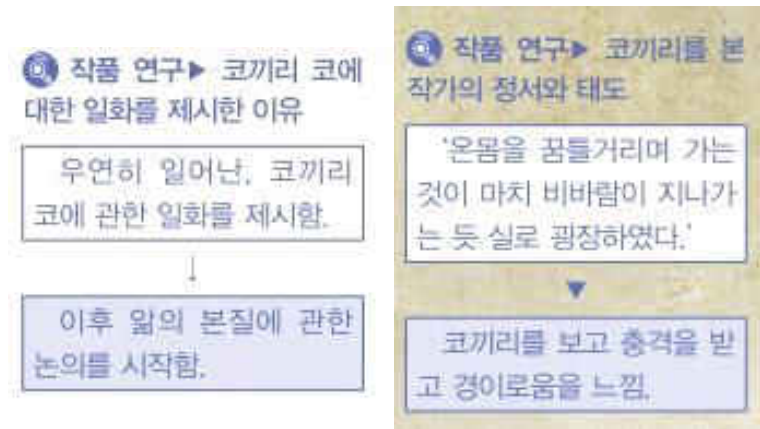 작품 연구▶ 코끼리 코에
대한 일화를 제시한 이유
우연히 일어난, 코끼리
코에 관한 일화를 제시함.
↓
이후 앎의 본질에 관한
논의를 시작함.
작품 연구▶ 코끼리를 본
작가의 정서와 태도
'온몸을 꿈틀거리며 가는
것이 마치 비바람이 지나가
는 듯 실로 굉장하였다.'
▼
코끼리를 보고 충격을 받
고 경이로움을 느낌.